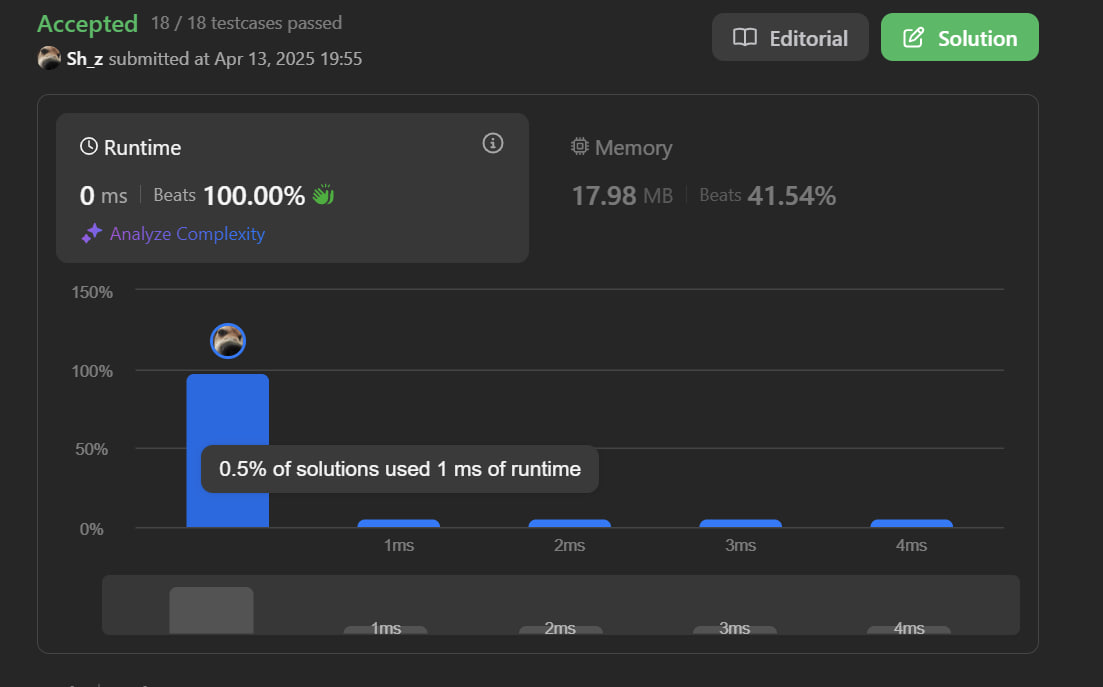 Accepted 18 / 18 testcases passed
Editorial
Solution
Sh_z submitted at Apr 13, 2025 19:55
Runtime
0 ms Beats 100.00%
Analyze Complexity
Memory
17.98 MB Beats 41.54%
150%
100%
50%
0%
0.5% of solutions used 1 ms of runtime
1ms 2ms 3ms 4ms
1ms 2ms 3ms 4ms